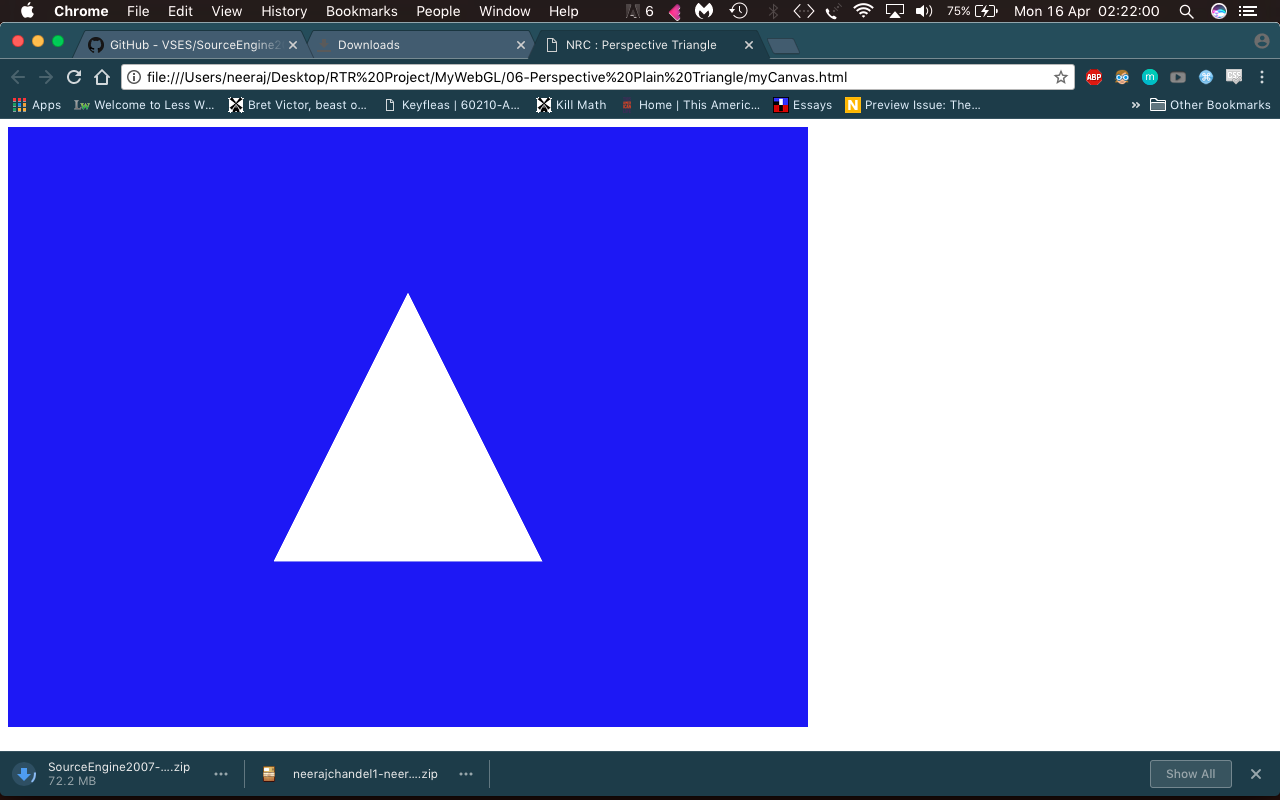 Chrome File Edit View History Bookmarks People Window Help 6 75% Mon 16 Apr 02:22:00
GitHub - VSES/SourceEngine2 Downloads NRC : Perspective Triangle
file:///Users/neeraj/Desktop/RTR%20Project/MyWebGL/06-Perspective%20Plain%20Triangle/myCanvas.html ABP m CSP
Apps Lw Welcome to Less W... Bret Victor, beast o... Keyfleas | 60210-A... Kill Math Home | This Americ... Essays N Preview Issue: The... » Other Bookmarks
SourceEngine2007-....zip
72.2 MB
neerajchandel1-neer....zip
Show All